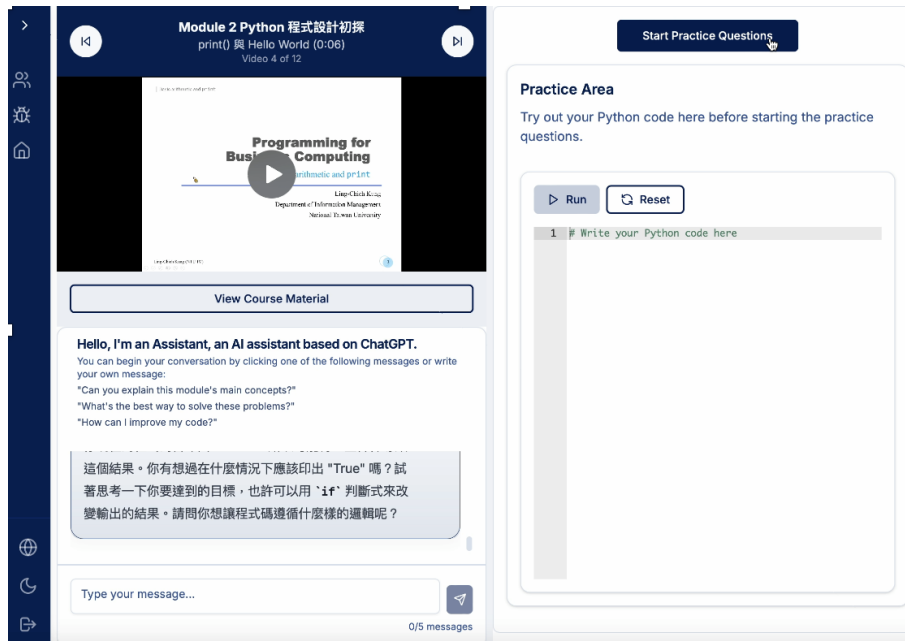 Module 2 Python 程式設計初探
print() 與 Hello World (0:06)
Video 4 of 12
Programming for
Business Computing
arithmetic and print
Ling-Chieh Kung
Department of Information Management
National Taiwan University
View Course Material
Hello, I'm an Assistant, an AI assistant based on ChatGPT.
You can begin your conversation by clicking one of the following messages or write
your own message:
"Can you explain this module's main concepts?"
"What's the best way to solve these problems?"
"How can I improve my code?"
這個結果。你有想過在什麼情況下應該印出 "True" 嗎？試
著思考一下你要達到的目標，也許可以用 `if` 判斷式來改
變輸出的結果。請問你想讓程式碼遵循什麼樣的邏輯呢？
Type your message...
0/5 messages
Start Practice Questions
Practice Area
Try out your Python code here before starting the practice
questions.
Run
Reset
1 # Write your Python code here